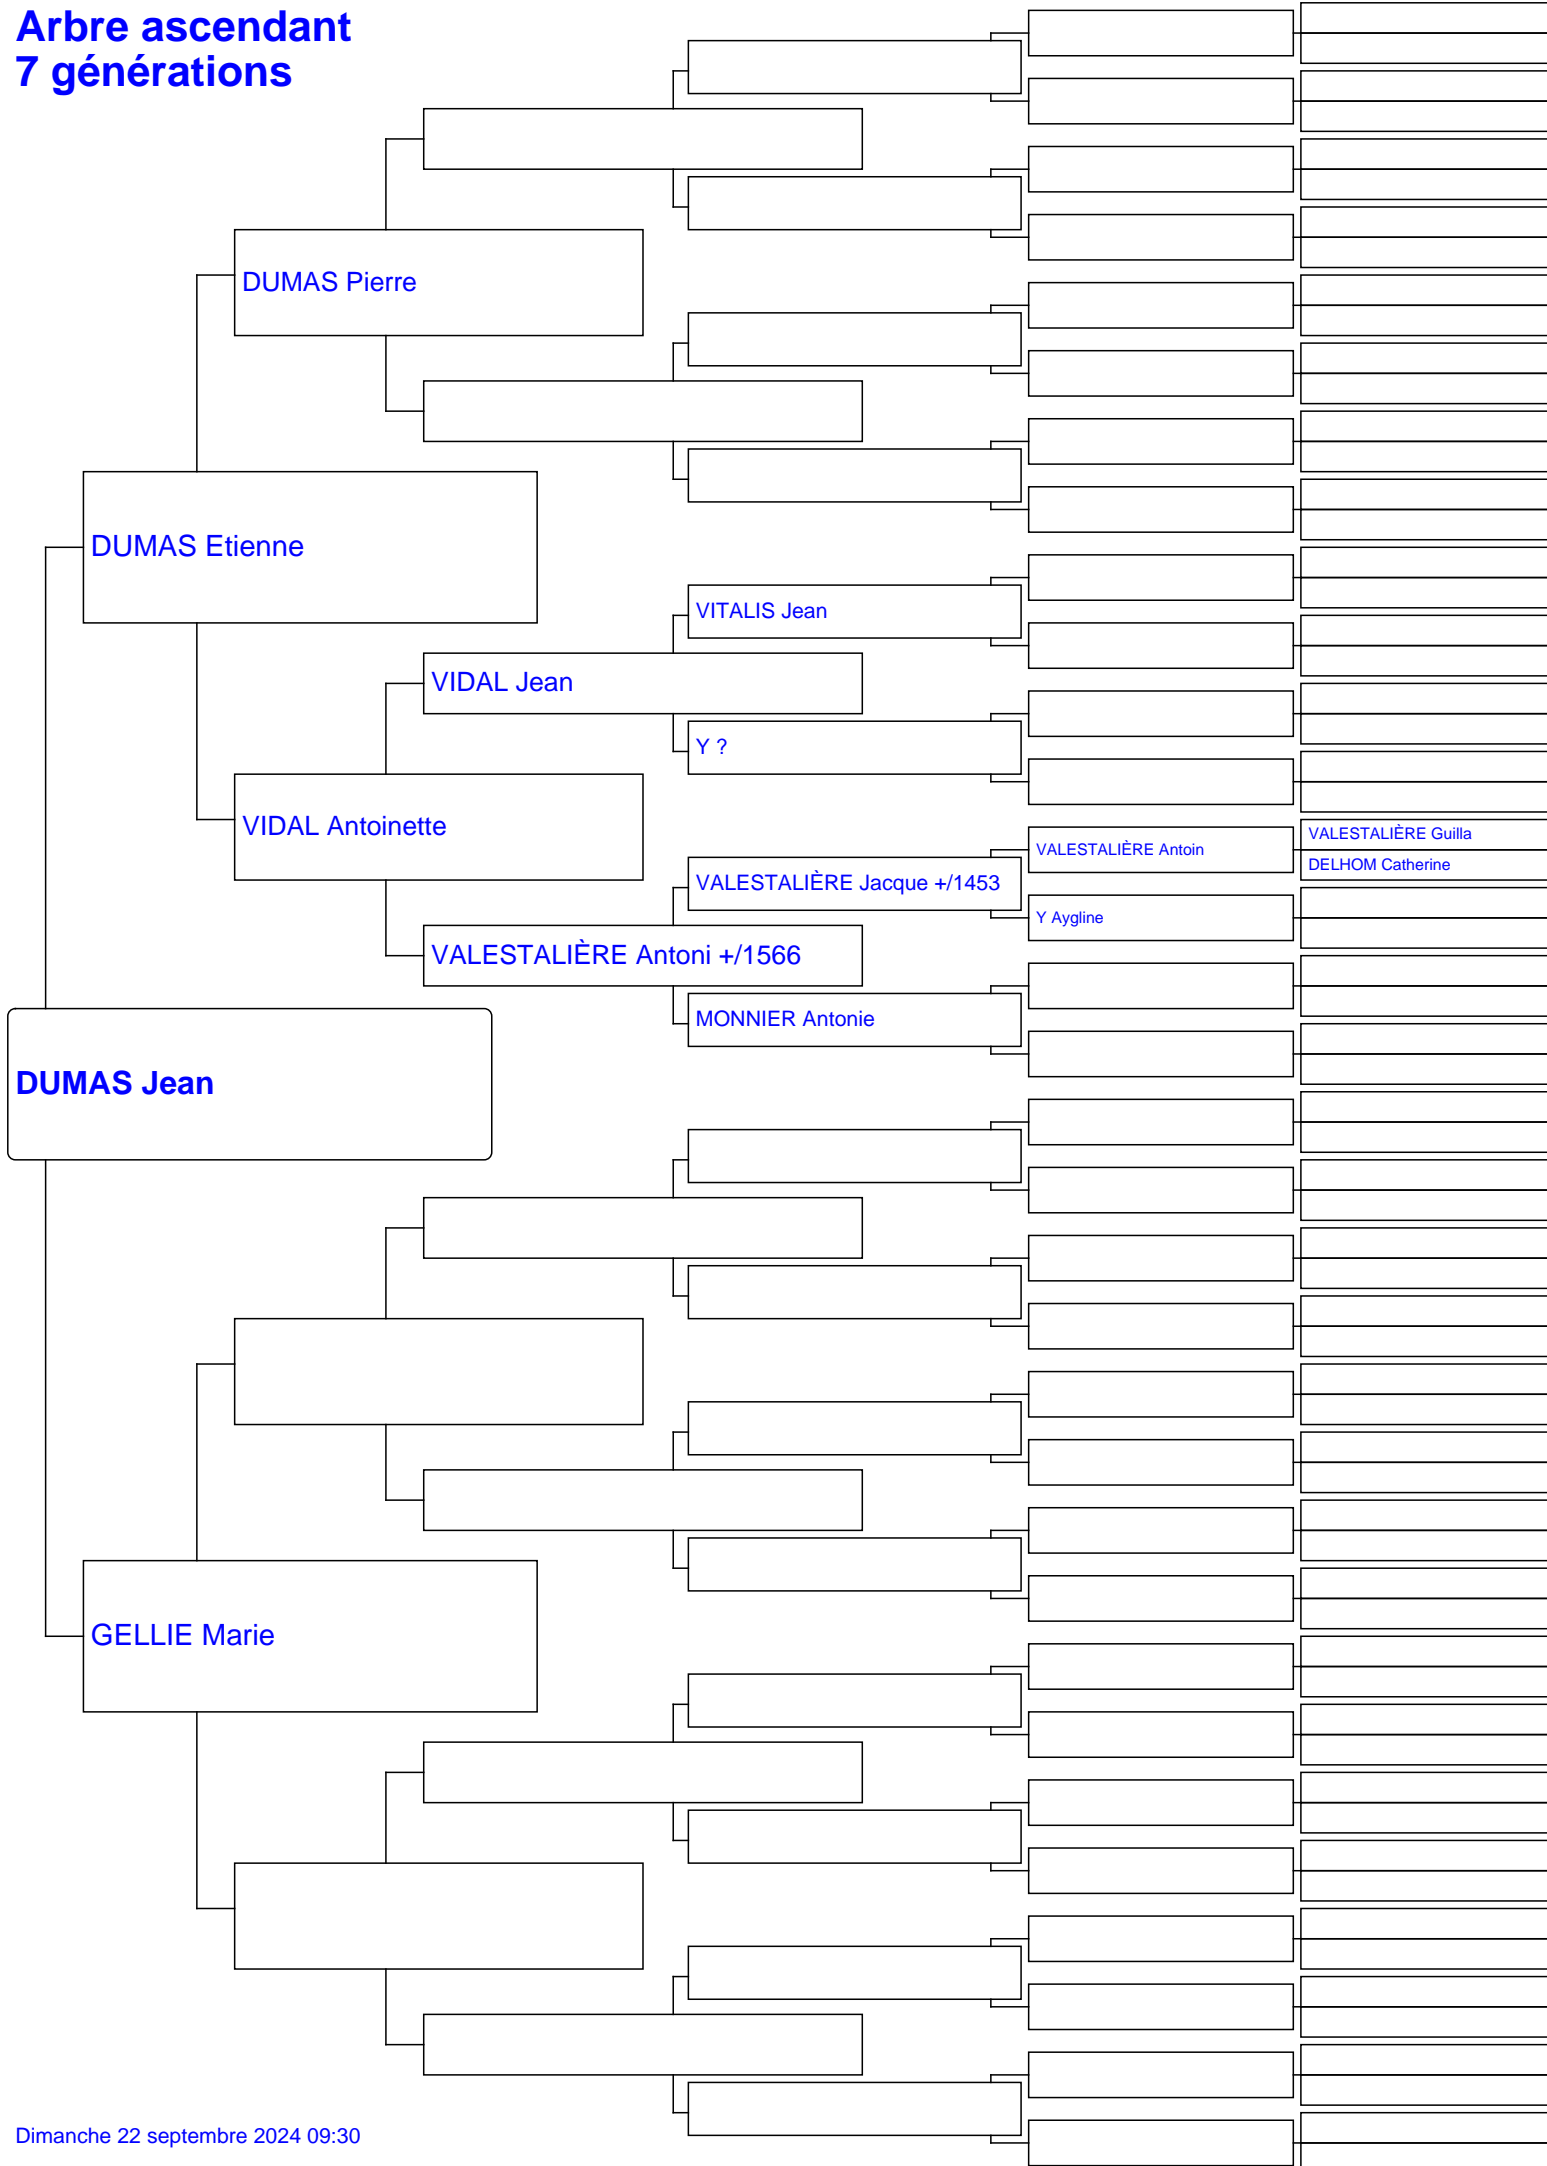 Arbre ascendant
7 générations
DUMAS Pierre
DUMAS Etienne
VITALIS Jean
VIDAL Jean
Y ?
VIDAL Antoinette
VALESTALIÈRE Guilla
VALESTALIÈRE Antoin
DELHOM Catherine
VALESTALIÈRE Jacque +/1453
Y Aygline
VALESTALIÈRE Antoni +/1566
MONNIER Antonie
DUMAS Jean
GELLIE Marie
Dimanche 22 septembre 2024 09:30